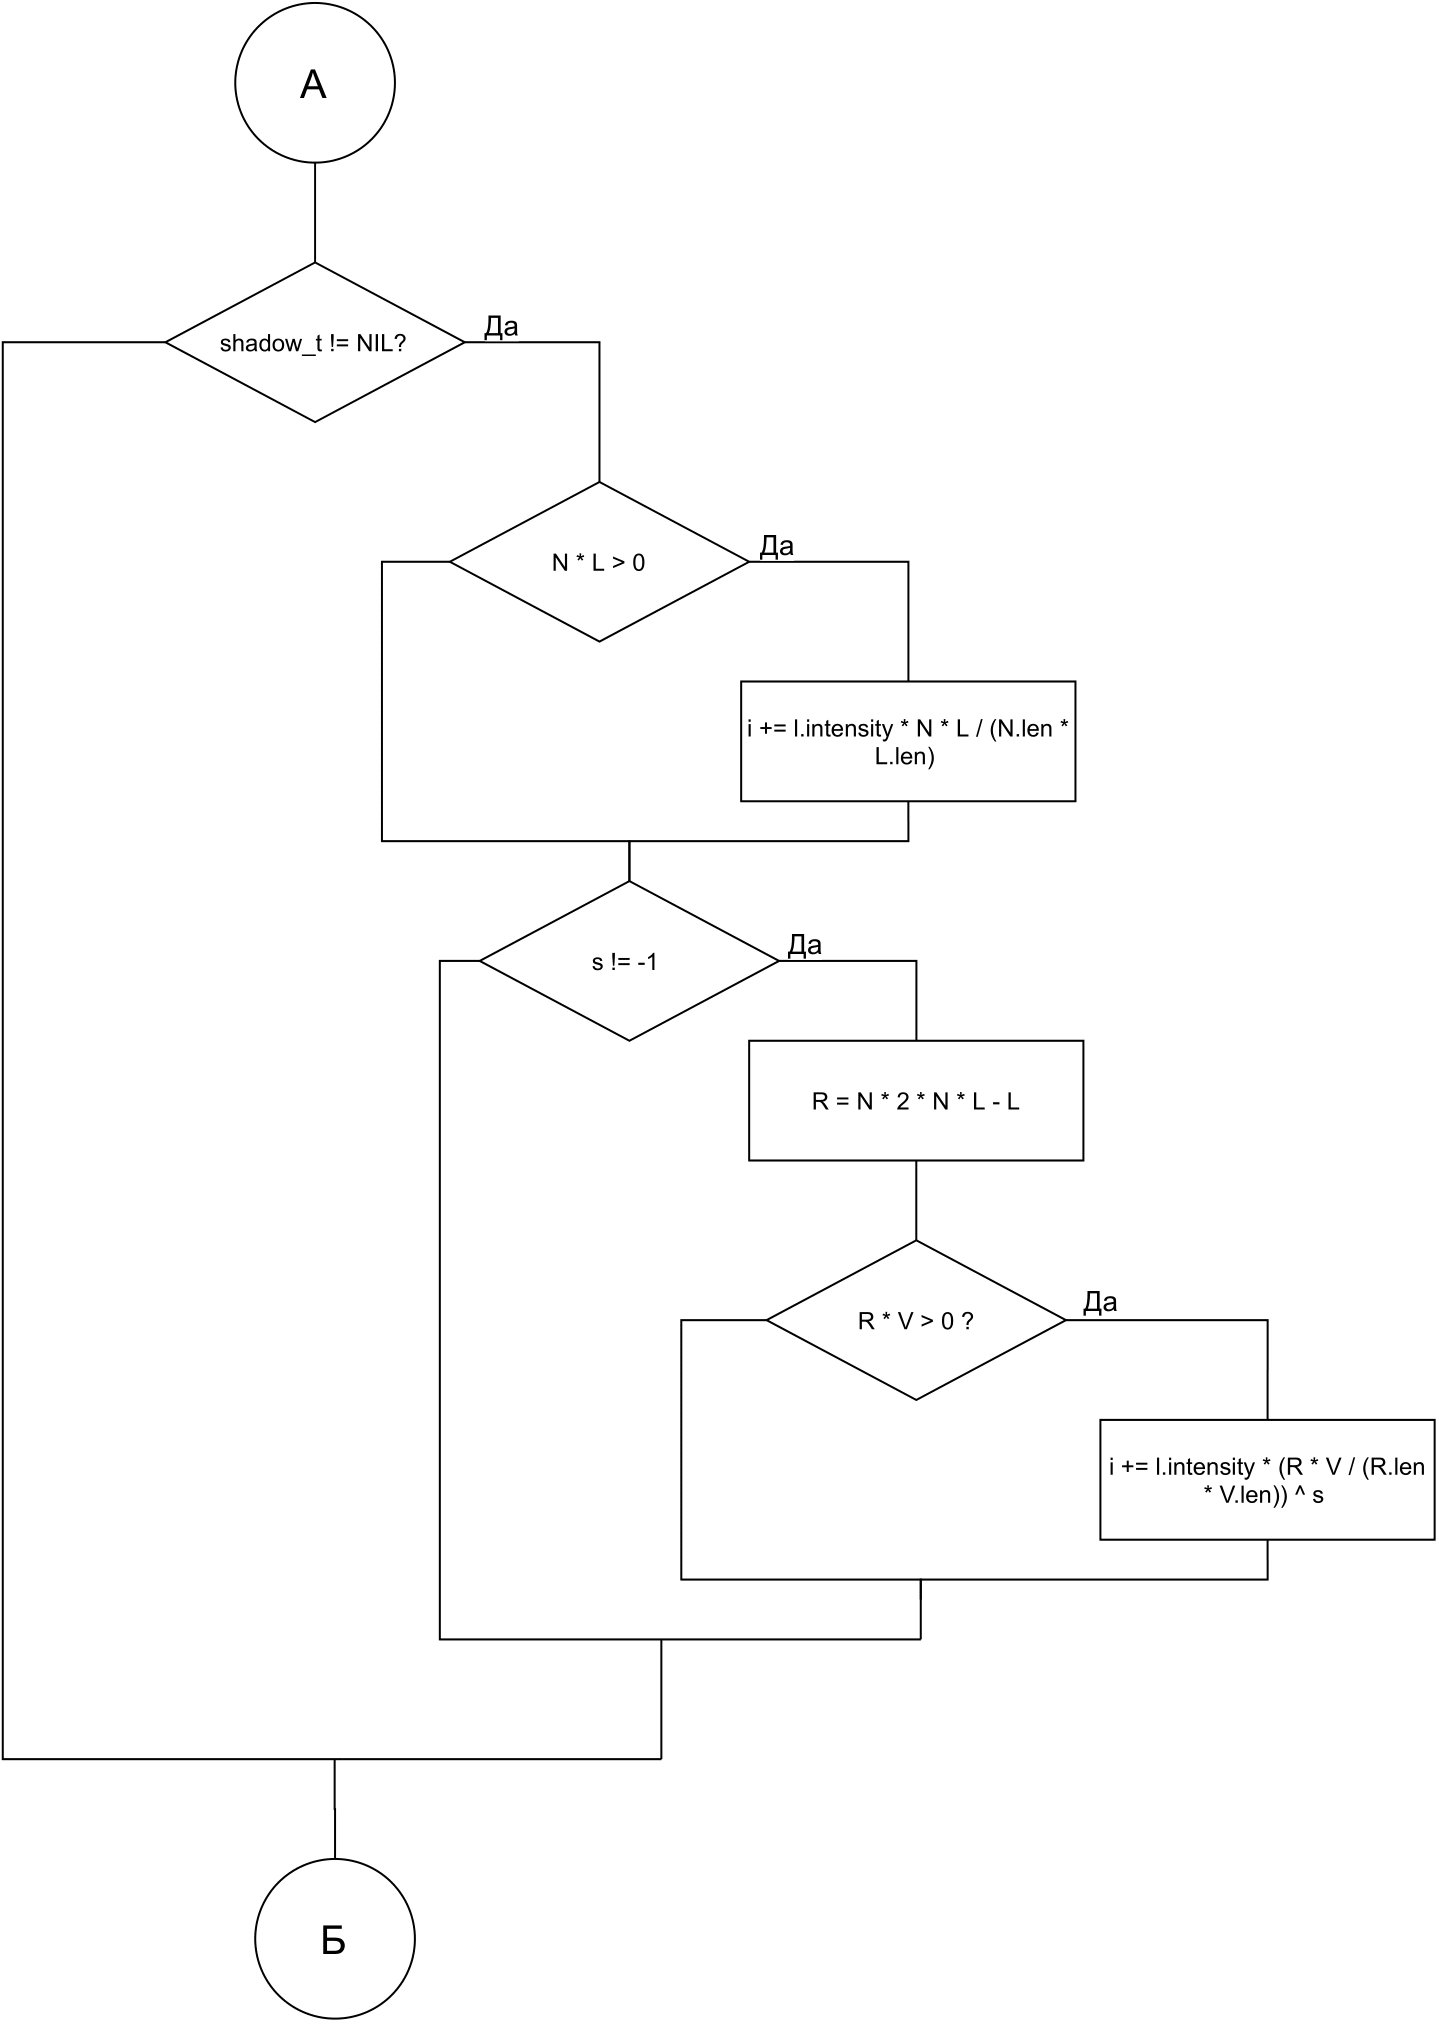 А
shadow_t != NIL?
Да
N * L > 0
Да
i += l.intensity * N * L / (N.len *
L.len)
s != -1
Да
R = N * 2 * N * L - L
R * V > 0 ?
Да
i += l.intensity * (R * V / (R.len
* V.len)) ^ s
Б